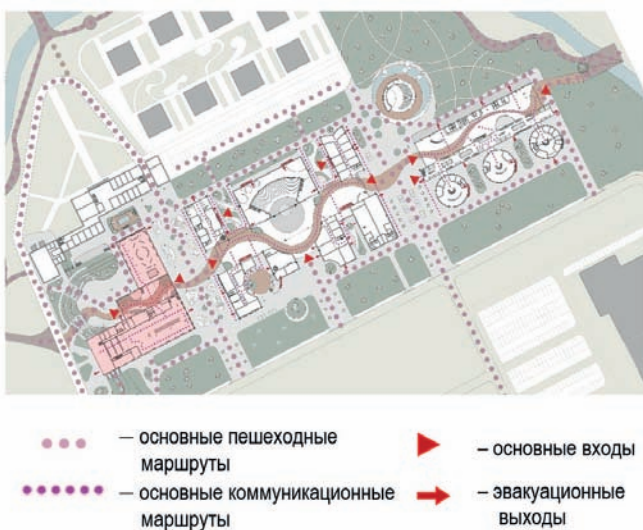 — основные пешеходные
маршруты
— основные коммуникационные
маршруты
– основные входы
– эвакуационные
выходы